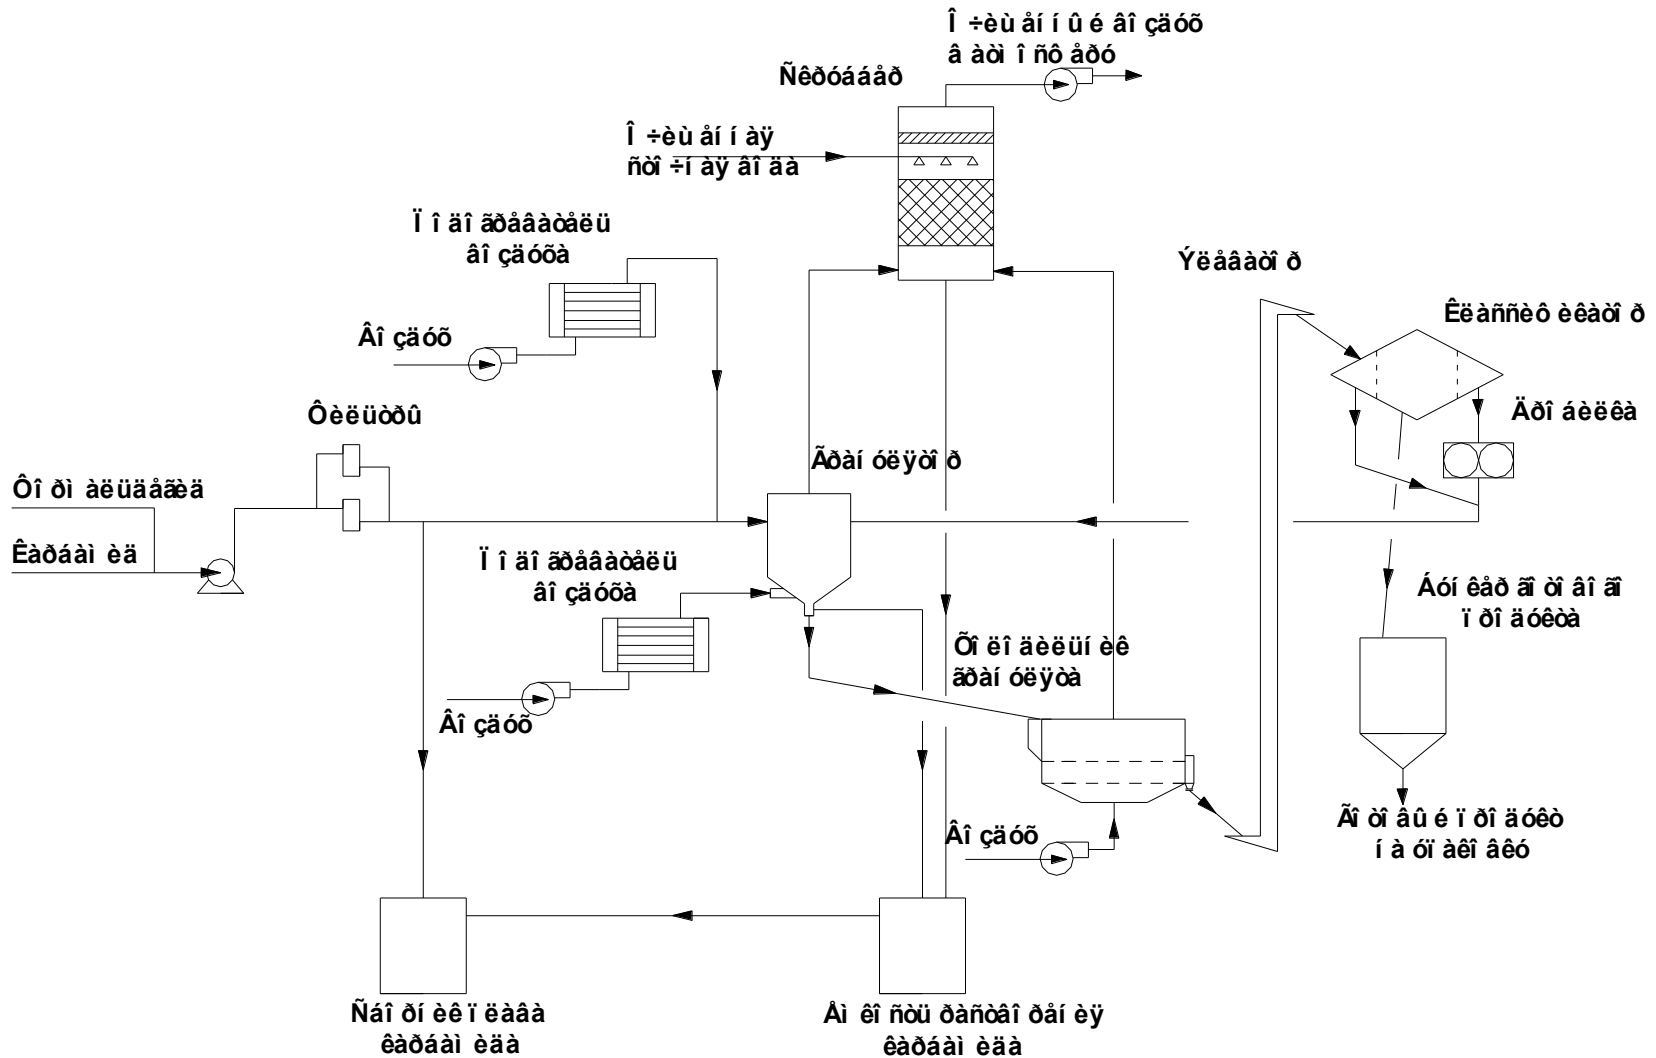 Î ÷èù åí í û é âî çäóõ
â àòì î ñô åðó
Ñêðóááåð
Î ÷èù åí í àÿ
ñòî ÷í àÿ âî äà
Ï î äî ãðåâàòåëü
âî çäóõà
Ýëåâàòî ð
Êëàññèô èêàòî ð
Âî çäóõ
Ôèëüòðû
Äðî áèëêà
Ãðàí óëÿòî ð
Ôî ðì àëüäåãèä
Êàðáàì èä
Ï î äî ãðåâàòåëü
âî çäóõà
Áóí êåð ãî òî âî ãî
ï ðî äóêòà
Õî ëî äèëüí èê
ãðàí óëÿòà
Âî çäóõ
Âî çäóõ
Ãî òî âû é ï ðî äóêò
í à óï àêî âêó
Ñáî ðí èê ï ëàâà
êàðáàì èäà
Åì êî ñòü ðàñòâî ðåí èÿ
êàðáàì èäà